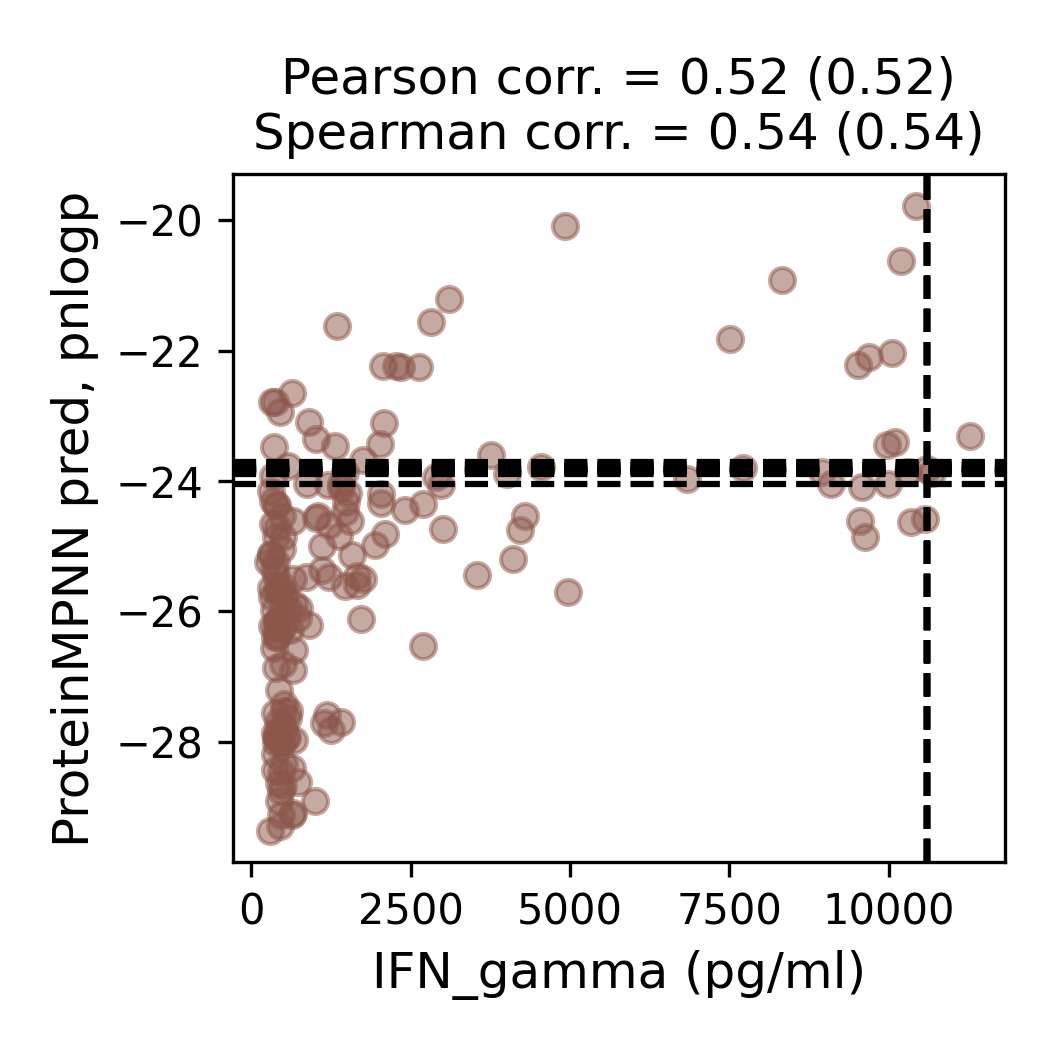 Pearson corr. = 0.52 (0.52)
Spearman corr. = 0.54 (0.54)
ProteinMPNN pred, pnlogp
−20
−22
−24
−26
−28
0 2500 5000 7500 10000
IFN_gamma (pg/ml)